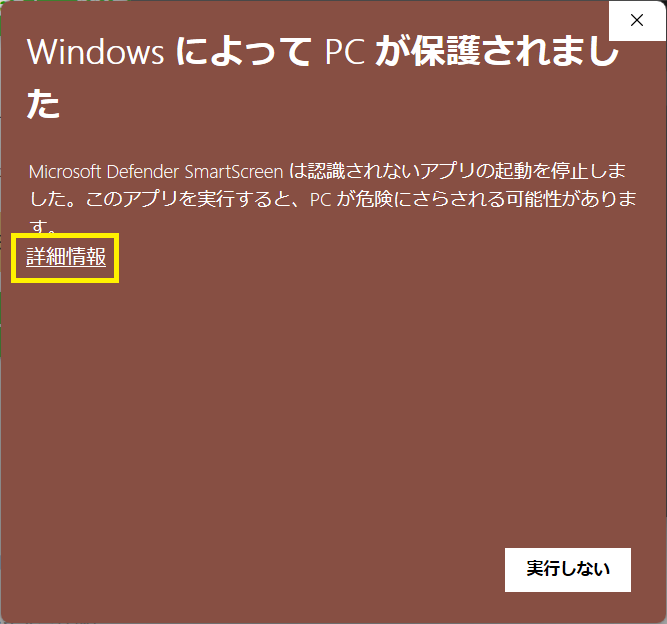 Windows によって PC が保護されまし
た
Microsoft Defender SmartScreen は認識されないアプリの起動を停止しま
した。このアプリを実行すると、PC が危険にさらされる可能性がありま
す。
詳細情報
実行しない